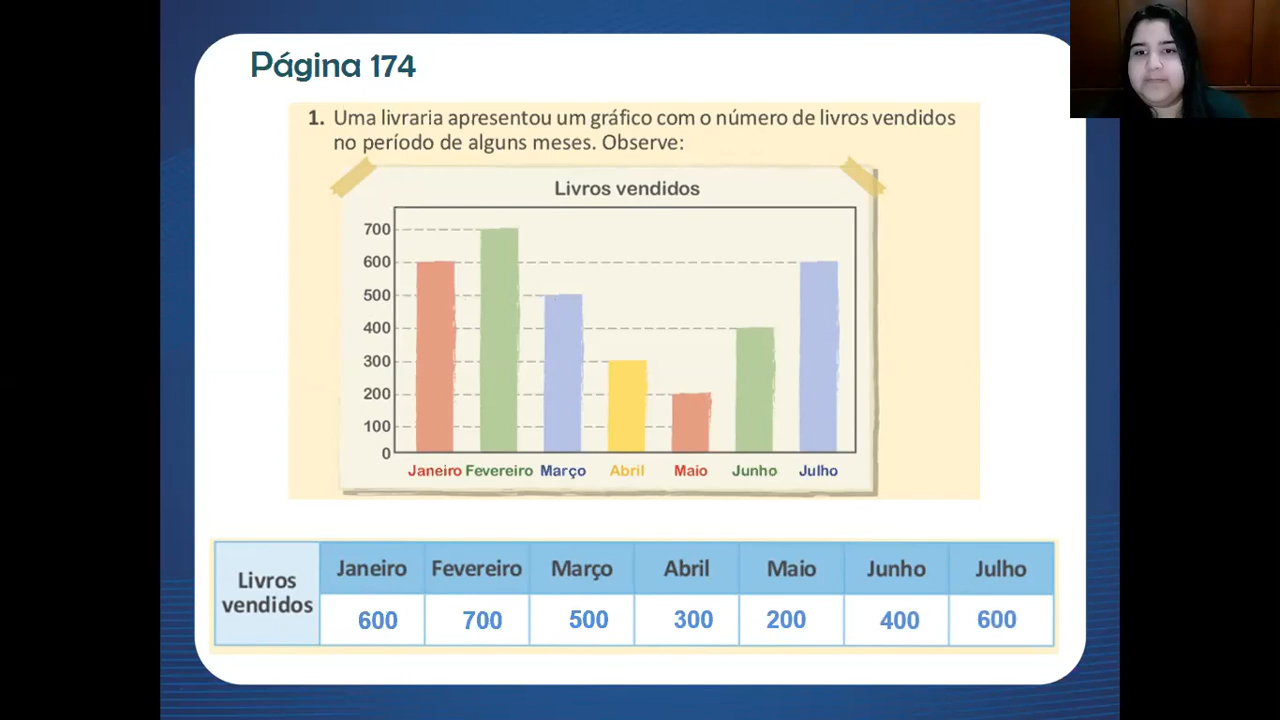 Página 174
1. Uma livraria apresentou um gráfico com o número de livros vendidos
no período de alguns meses. Observe:
Livros vendidos
700
600
500
400
300
200
100
0
Janeiro Fevereiro Março Abril Maio Junho Julho
Livros
vendidos
Janeiro Fevereiro Março Abril Maio Junho Julho
600 700 500 300 200 400 600